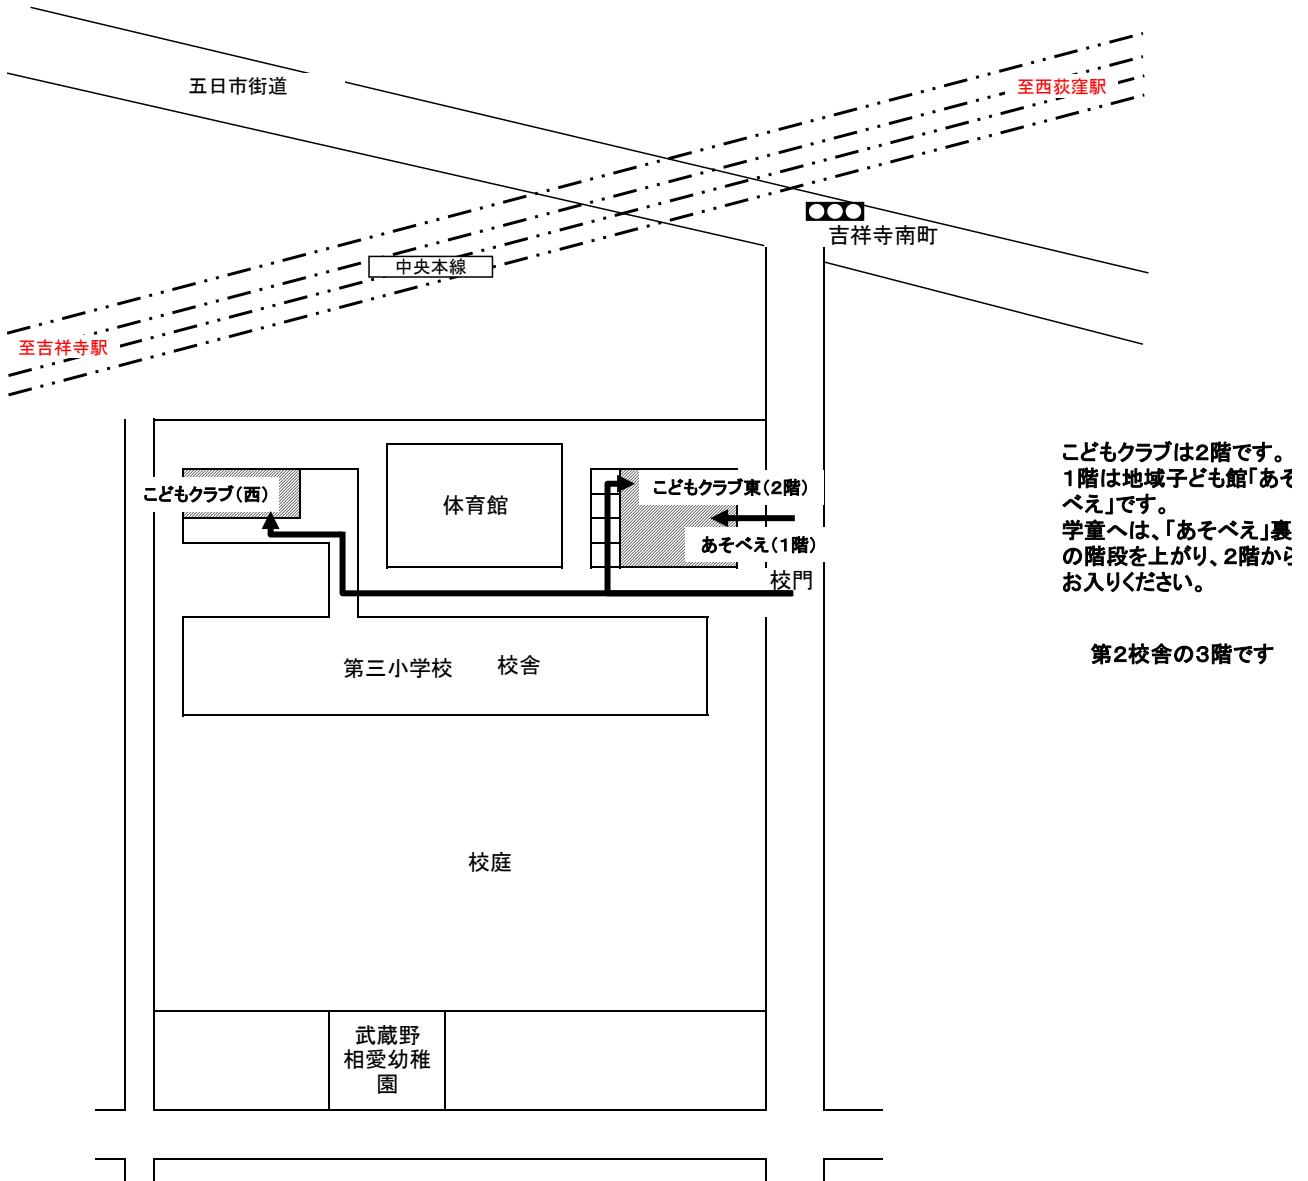 五日市街道
至西荻窪駅
吉祥寺南町
中央本線
至吉祥寺駅
こどもクラブ(西)
体育館
こどもクラブ東(2階)
あそべえ(1階)
校門
こどもクラブは2階です。
1階は地域子ども館「あそ
べえ」です。
学童へは、「あそべえ」裏
の階段を上がり、2階から
お入りください。
第2校舎の3階です
第三小学校 校舎
校庭
武蔵野
相愛幼稚
園